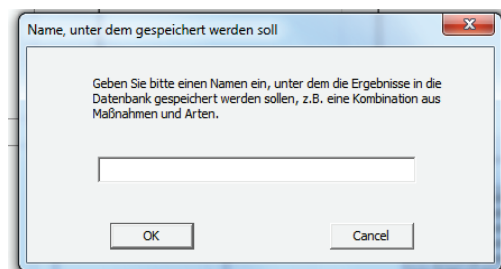 Name, unter dem gespeichert werden soll
Geben Sie bitte einen Namen ein, unter dem die Ergebnisse in die
Datenbank gespeichert werden sollen, z.B. eine Kombination aus
Maßnahmen und Arten.
OK Cancel